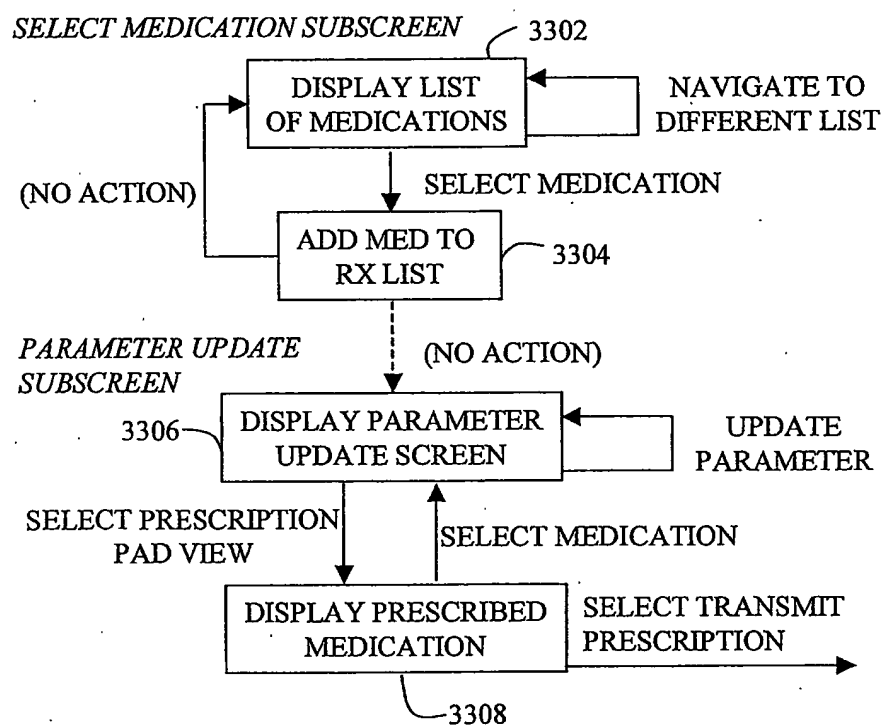 SELECT MEDICATION SUBSCREEN
3302
DISPLAY LIST
OF MEDICATIONS
NAVIGATE TO
DIFFERENT LIST
(NO ACTION)
SELECT MEDICATION
ADD MED TO
RX LIST
3304
PARAMETER UPDATE
SUBSCREEN
(NO ACTION)
3306
DISPLAY PARAMETER
UPDATE SCREEN
UPDATE
PARAMETER
SELECT PRESCRIPTION
PAD VIEW
SELECT MEDICATION
DISPLAY PRESCRIBED
MEDICATION
SELECT TRANSMIT
PRESCRIPTION
3308